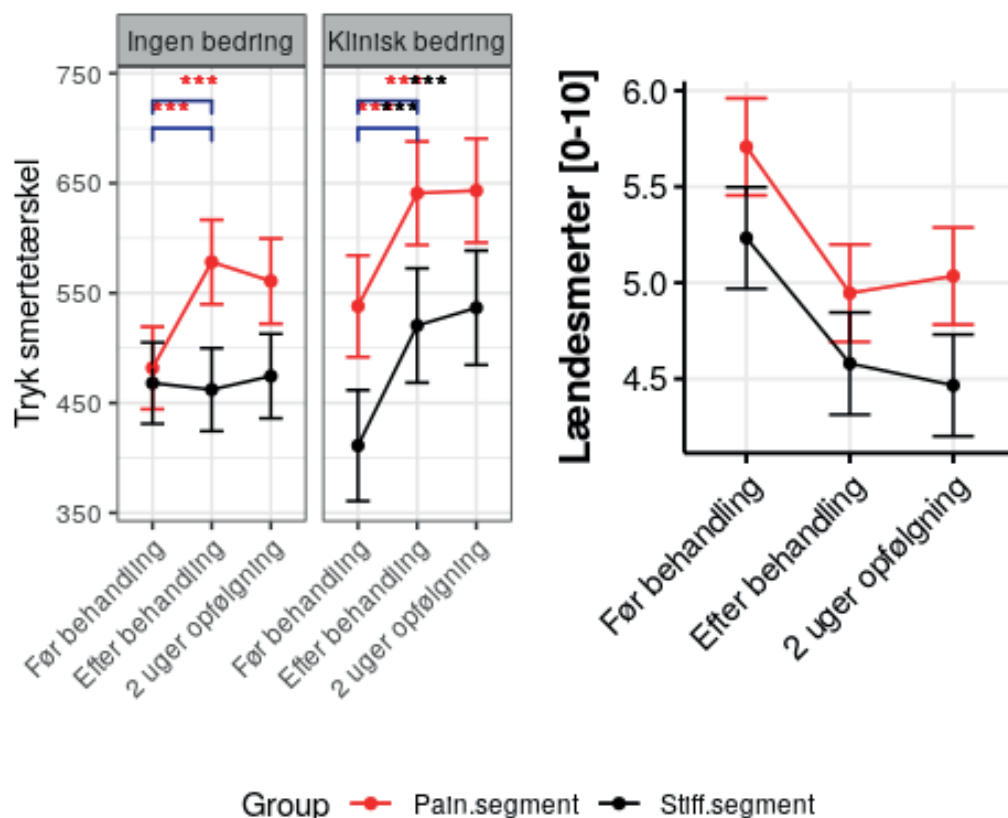 Ingen bedring
Klinisk bedring
***
***
******
******
Tryk smertetærskel
750
650
550
450
350
Før behandling
Efter behandling
2 uger opfølgning
Før behandling
Efter behandling
2 uger opfølgning
Lændesmerter [0-10]
6.0
5.5
5.0
4.5
Før behandling
Efter behandling
2 uger opfølgning
Group Pain.segment Stiff.segment